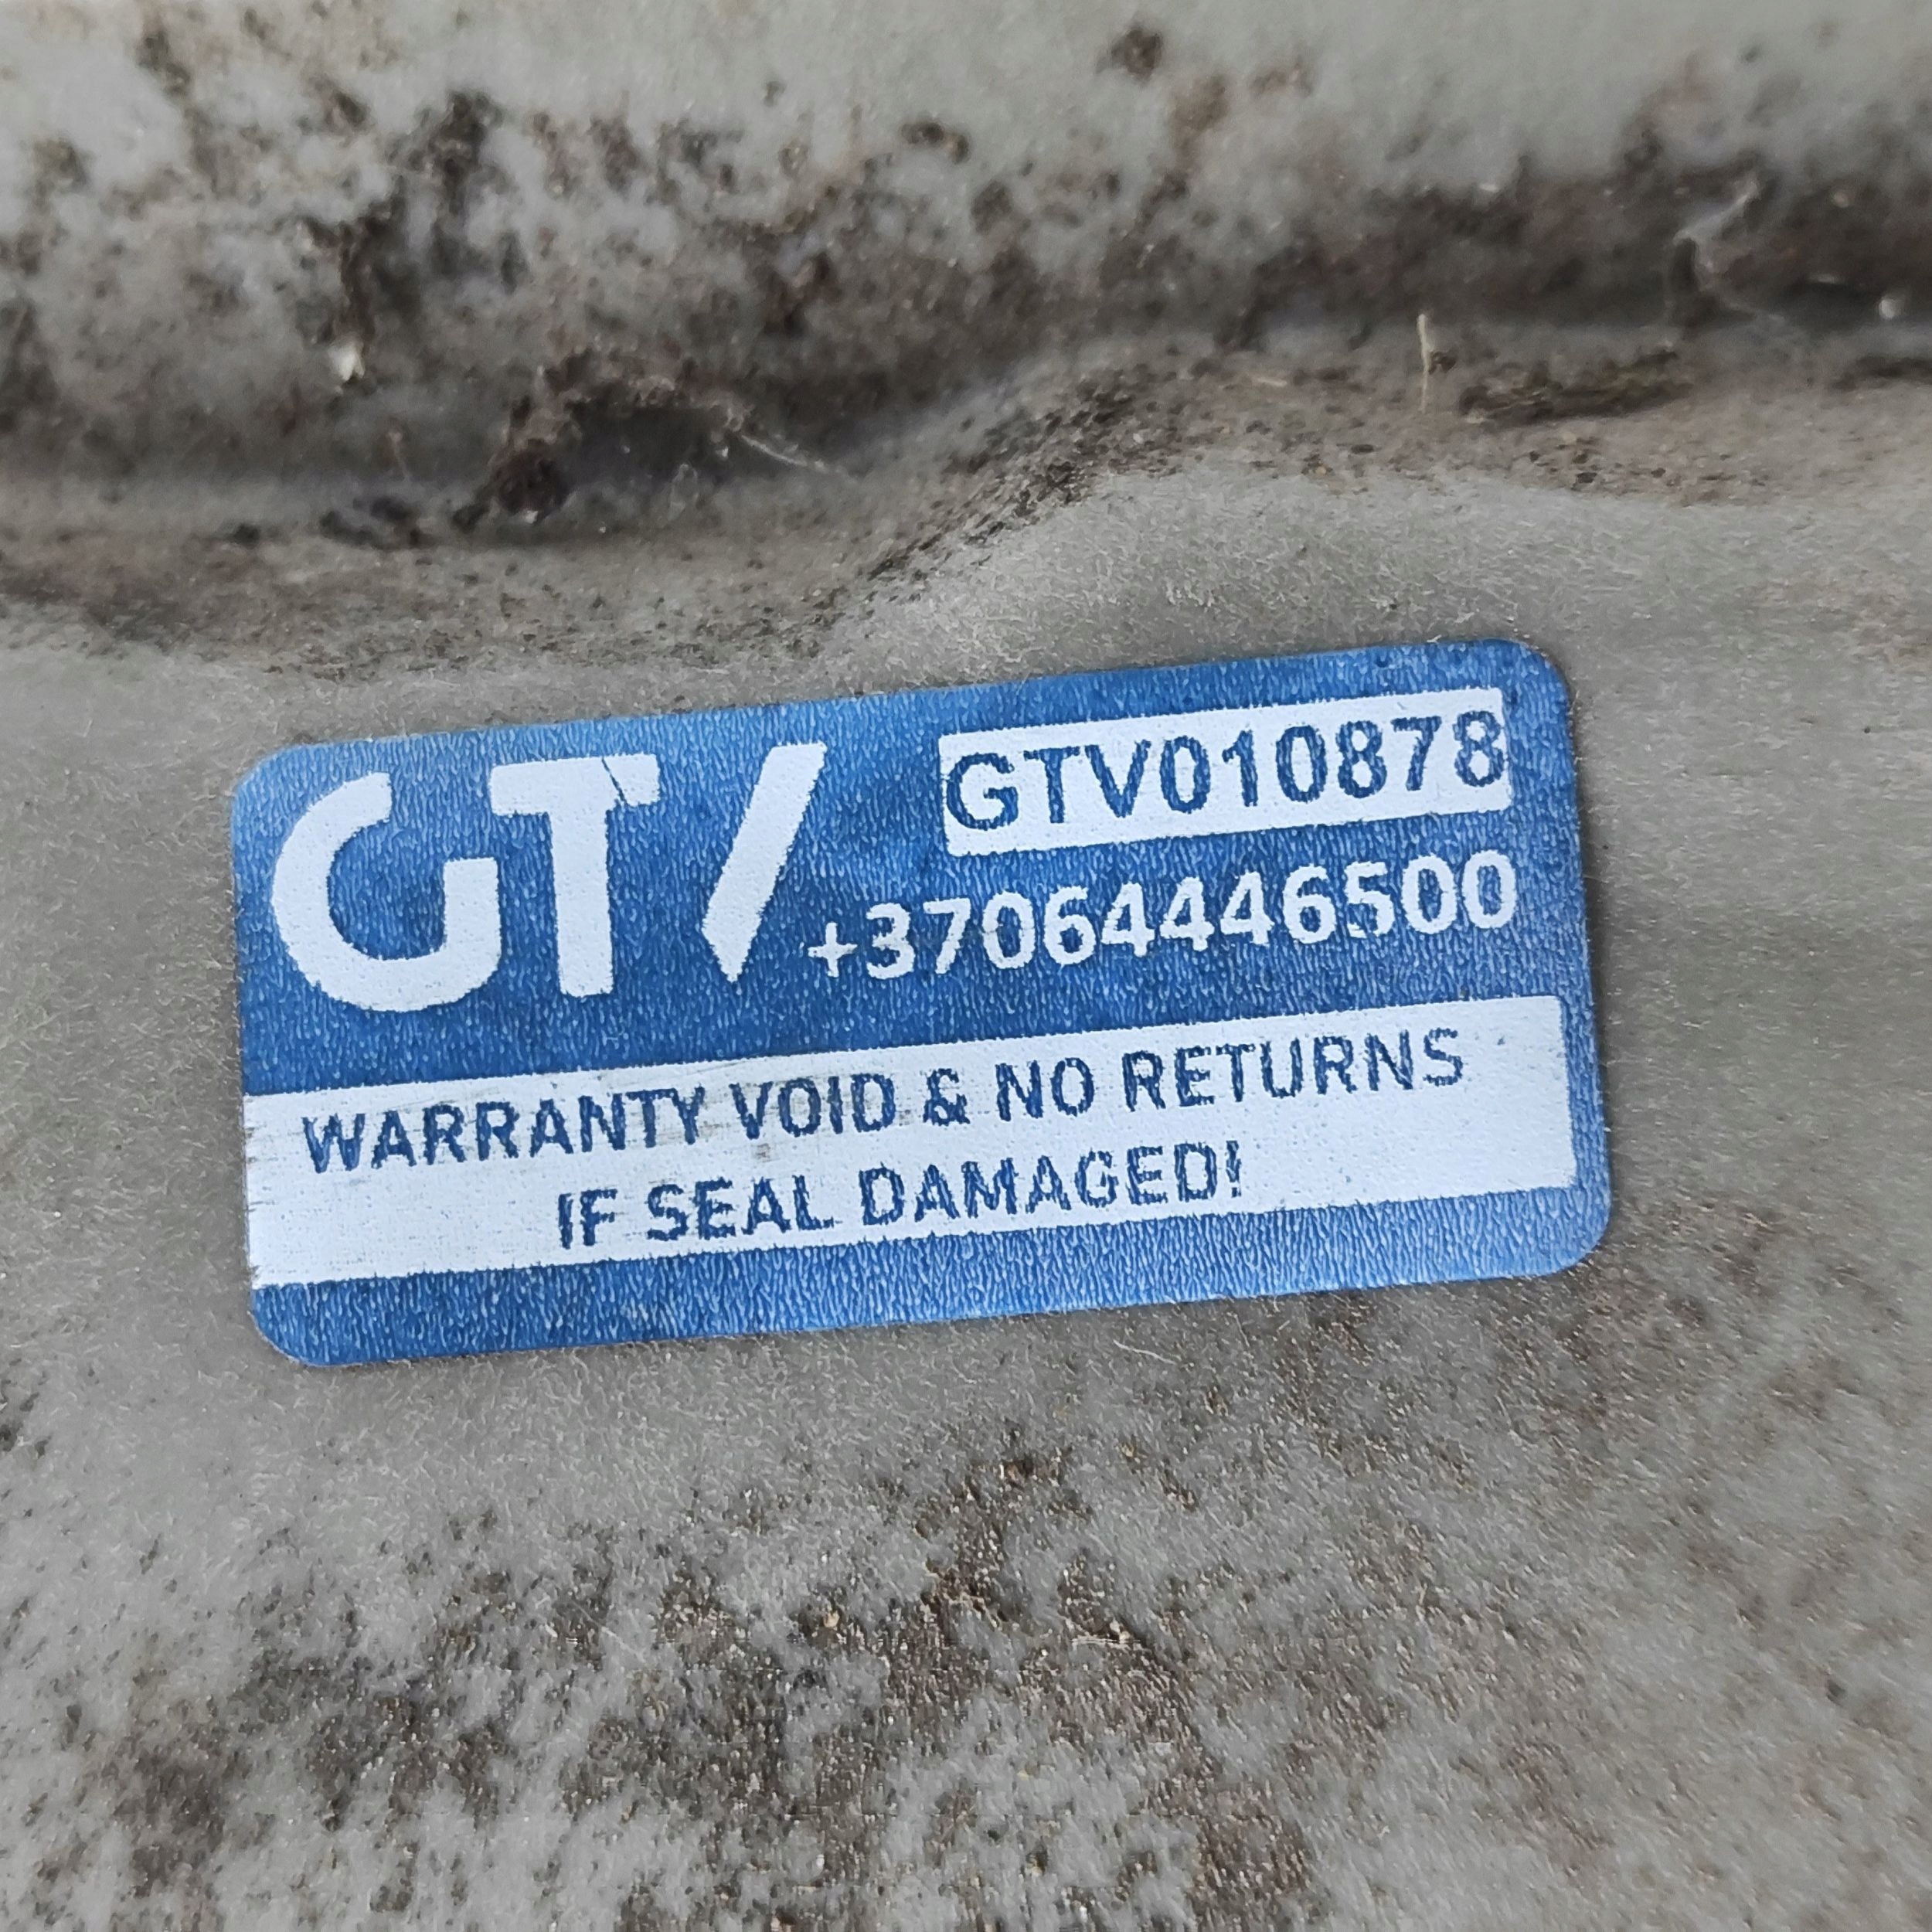 GTV
GTV010878
+37064446500
WARRANTY VOID & NO RETURNS
IF SEAL DAMAGED!